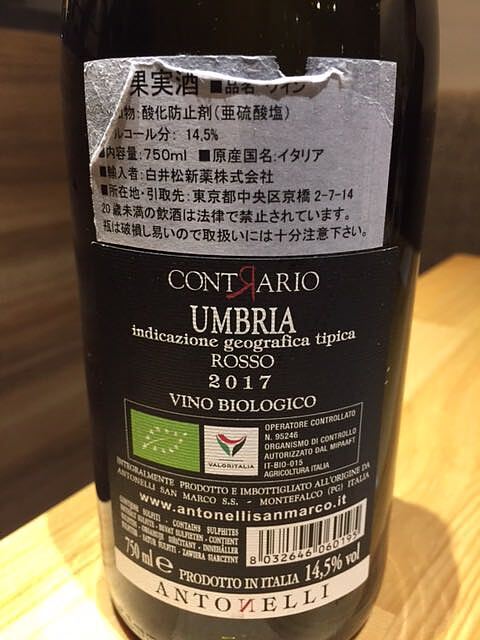 果実酒 ■品名 ワイン
物: 酸化防止剤(亜硫酸塩)
ルコール分: 14,5%
■内容量:750ml ■原産国名:イタリア
■輸入者:白井松新薬株式会社
■所在地・引取先:東京都中央区京橋2-7-14
20歳未満の飲酒は法律で禁止されています。
瓶は破損し易いので取扱いには十分注意下さい。
CONTRARIO
UMBRIA
indicazione geografica tipica
ROSSO
2017
VINO BIOLOGICO
VALORITALIA
OPERATORE CONTROLLATO
N. 95246
ORGANISMO DI CONTROLLO
AUTORIZZATO DAL MIPAAFT
IT-BIO-015
AGRICOLTURA ITALIA
INTEGRALMENTE PRODOTTO E IMBOTTIGLIATO ALL'ORIGINE DA
ANTONELLI SAN MARCO S.S. - MONTEFALCO (PG) ITALIA
www.antonellisanmarco.it
CONTIENE SOLFITI - CONTAINS SULPHITES
750 ml e
8 032646 060195
PRODOTTO IN ITALIA 14,5% vol
ANTONELLI